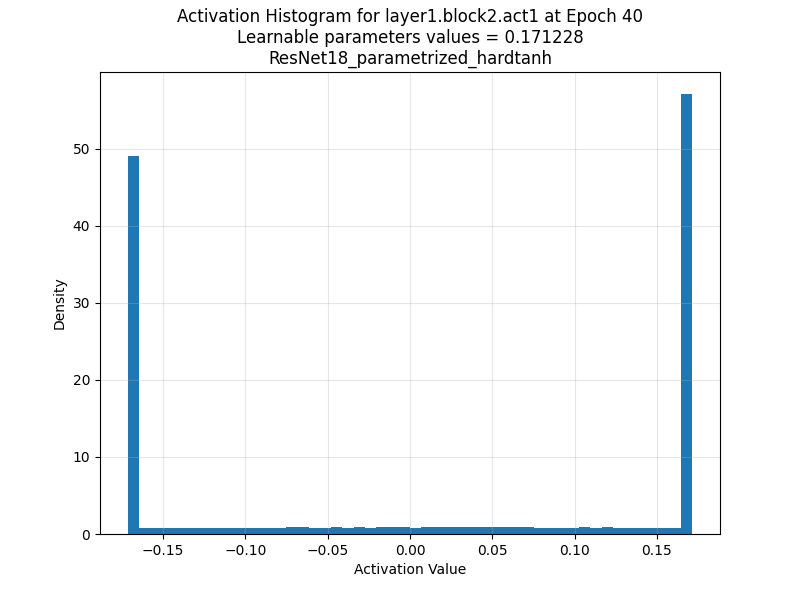 Activation Histogram for layer1.block2.act1 at Epoch 40
Learnable parameters values = 0.171228
ResNet18_parametrized_hardtanh
Density
50
40
30
20
10
0
−0.15
−0.10
−0.05
0.00
0.05
0.10
0.15
Activation Value